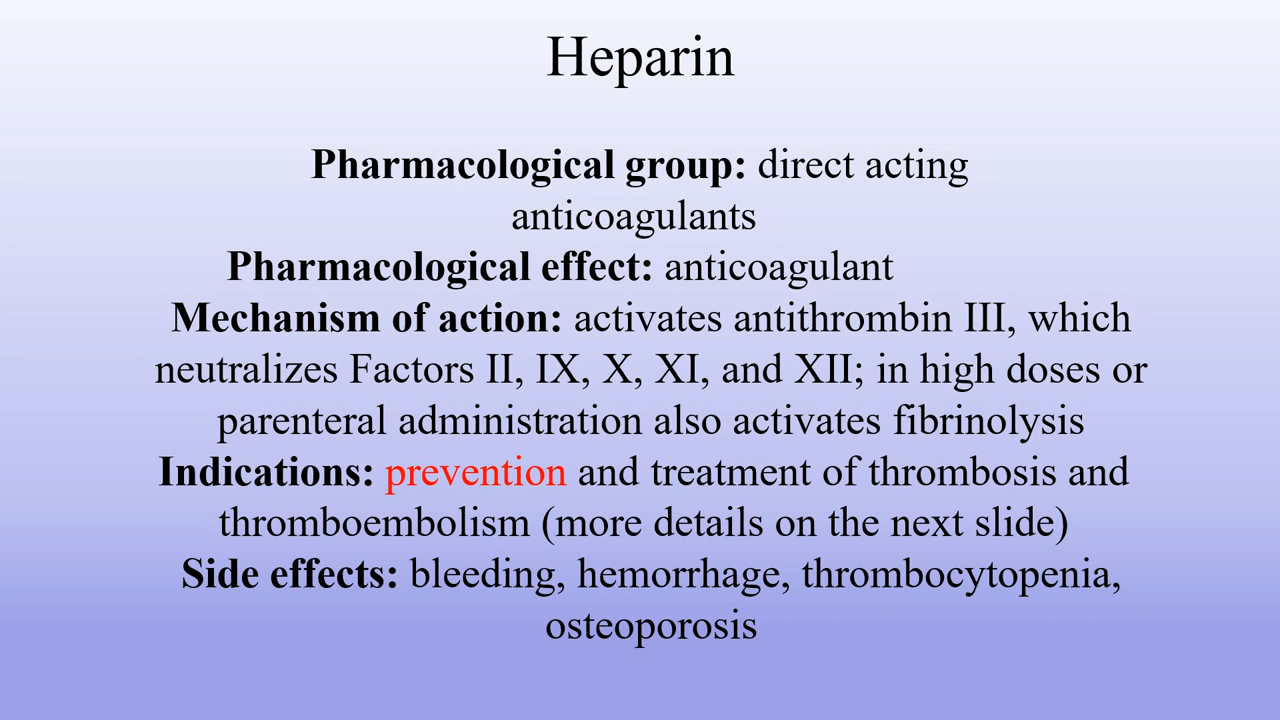 Heparin
Pharmacological group: direct acting
anticoagulants
Pharmacological effect: anticoagulant
Mechanism of action: activates antithrombin III, which
neutralizes Factors II, IX, X, XI, and XII; in high doses or
parenteral administration also activates fibrinolysis
Indications: prevention and treatment of thrombosis and
thromboembolism (more details on the next slide)
Side effects: bleeding, hemorrhage, thrombocytopenia,
osteoporosis